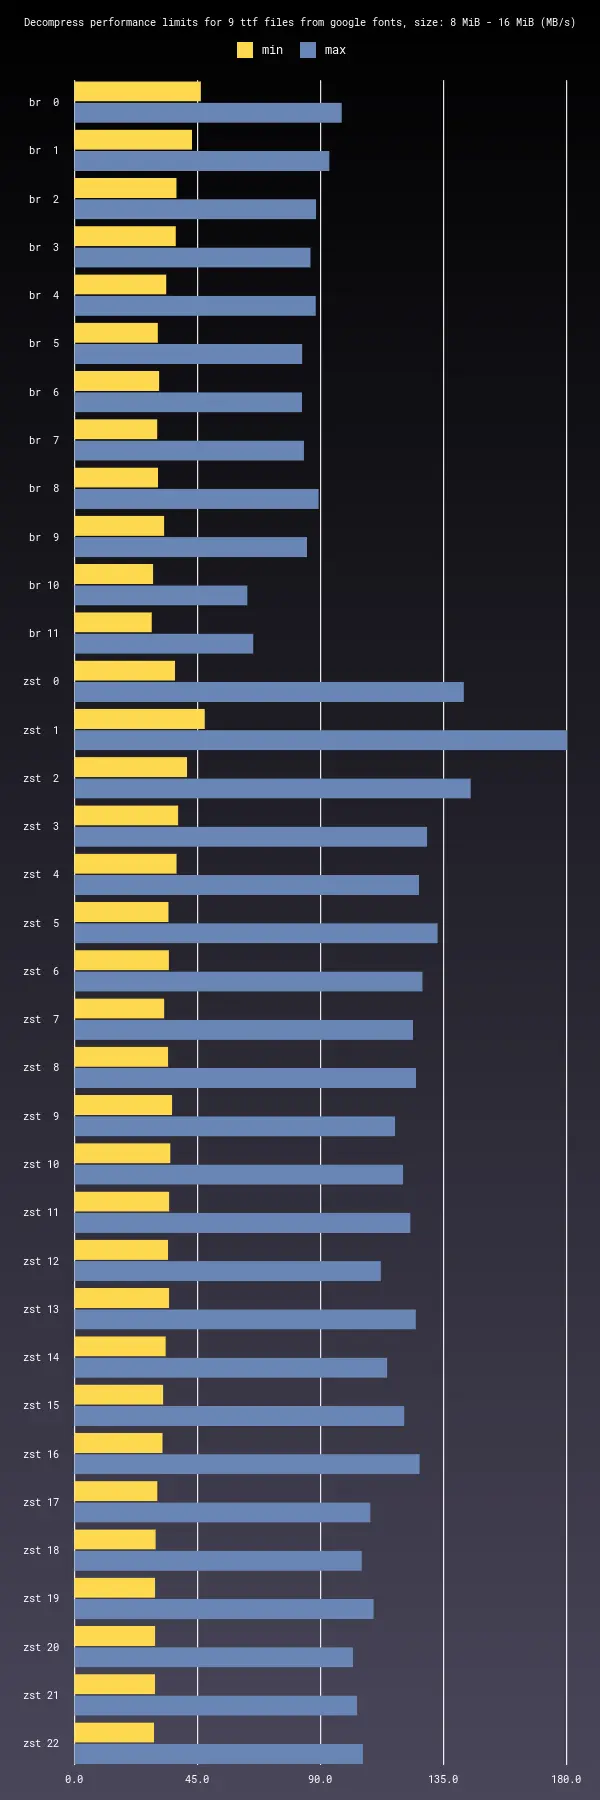 Decompress performance limits for 9 ttf files from google fonts, size: 8 MiB - 16 MiB (MB/s)
min max
br 0
br 1
br 2
br 3
br 4
br 5
br 6
br 7
br 8
br 9
br 10
br 11
zst 0
zst 1
zst 2
zst 3
zst 4
zst 5
zst 6
zst 7
zst 8
zst 9
zst 10
zst 11
zst 12
zst 13
zst 14
zst 15
zst 16
zst 17
zst 18
zst 19
zst 20
zst 21
zst 22
0.0 45.0 90.0 135.0 180.0